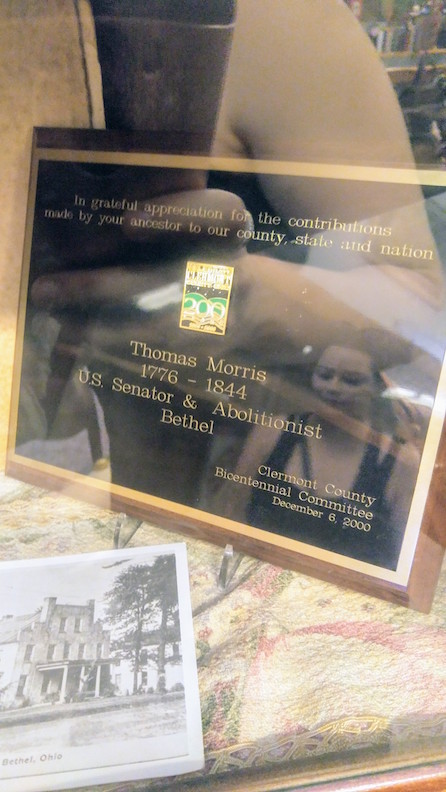 In grateful appreciation for the contributions
made by your ancestor to our county, state and nation
CLERMONT
200
Thomas Morris
1776 - 1844
U.S. Senator & Abolitionist
Bethel
Clermont County
Bicentennial Committee
December 6, 2000
Bethel, Ohio